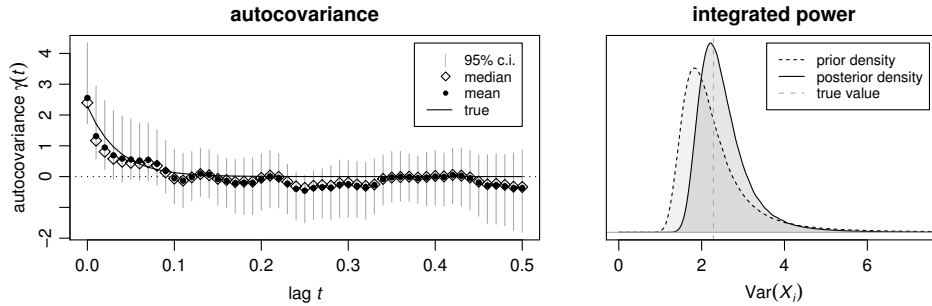 autocovariance
autocovariance γ(t)
4
3
2
1
0
−2
95% c.i.
median
mean
true
0.0 0.1 0.2 0.3 0.4 0.5
lag t
integrated power
prior density
posterior density
true value
0 2 4 6
Var(Xi)